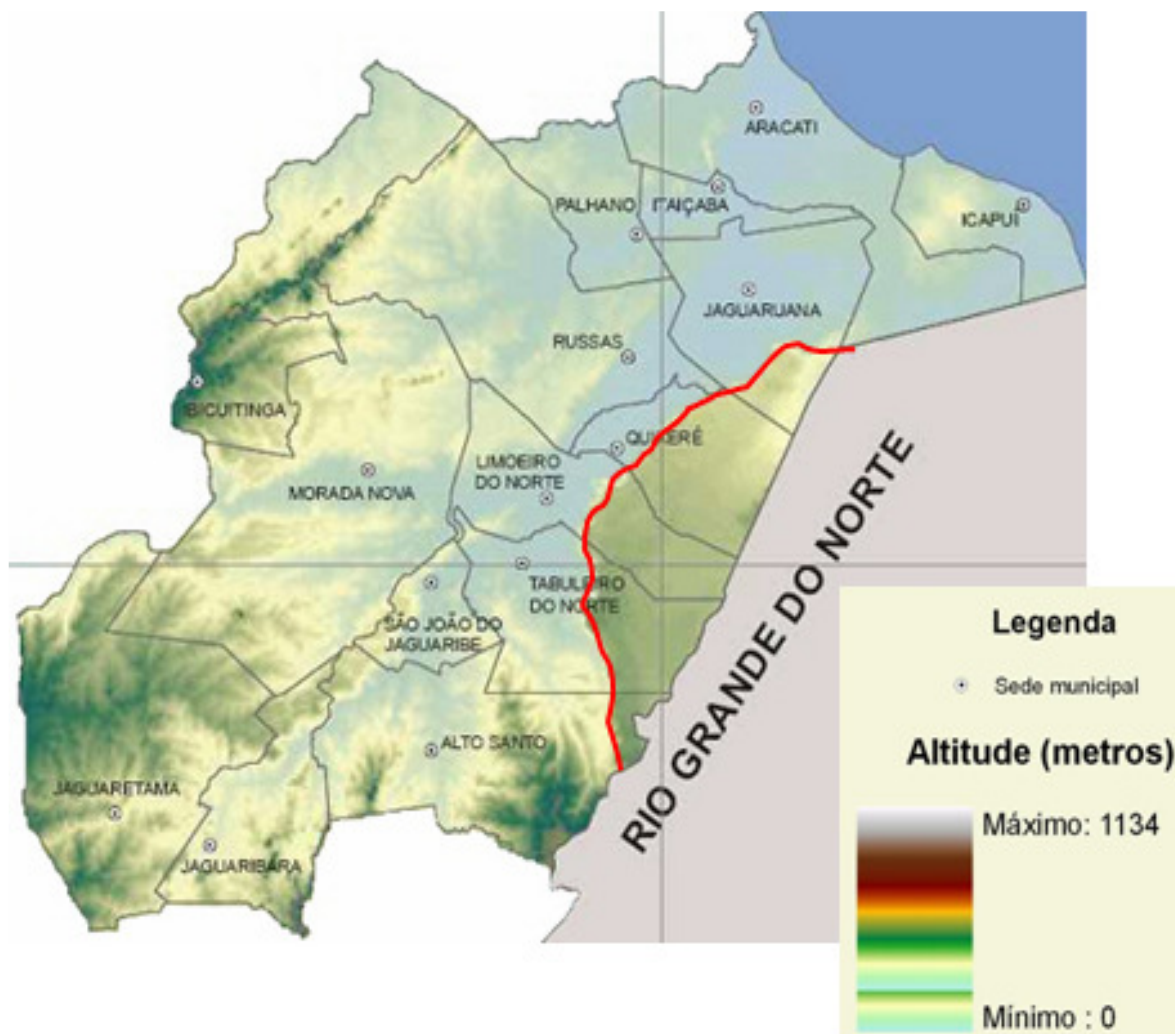 ARACATI
PALHANO
ITAIÇABA
ICAPUÍ
JAGUARUANA
RUSSAS
IBICUITINGA
QUIXERÉ
LIMOEIRO
DO NORTE
MORADA NOVA
TABULEIRO
DO NORTE
SÃO JOÃO DO
JAGUARIBE
ALTO SANTO
JAGUARETAMA
JAGUARIBARA
RIO GRANDE DO NORTE
Legenda
Sede municipal
Altitude (metros)
Máximo: 1134
Mínimo : 0